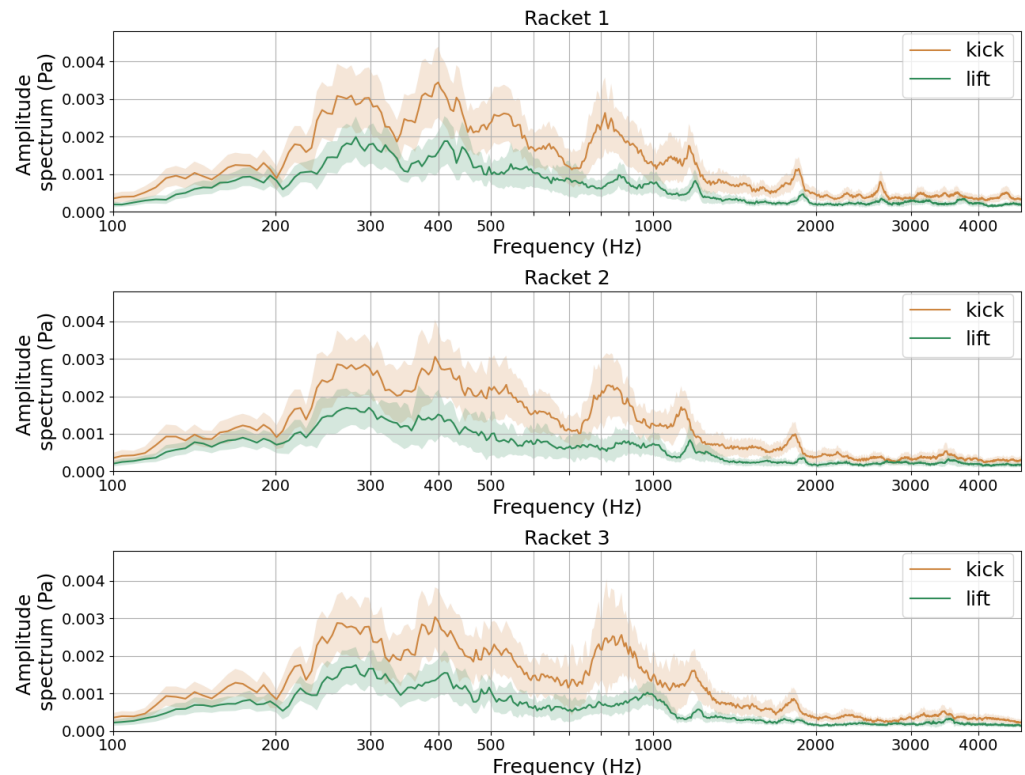 Racket 1
Amplitude
spectrum (Pa)
0.004
0.003
0.002
0.001
0.000
kick
lift
100 200 300 400 500 1000 2000 3000 4000
Frequency (Hz)
Racket 2
Amplitude
spectrum (Pa)
0.004
0.003
0.002
0.001
0.000
kick
lift
100 200 300 400 500 1000 2000 3000 4000
Frequency (Hz)
Racket 3
Amplitude
spectrum (Pa)
0.004
0.003
0.002
0.001
0.000
kick
lift
100 200 300 400 500 1000 2000 3000 4000
Frequency (Hz)